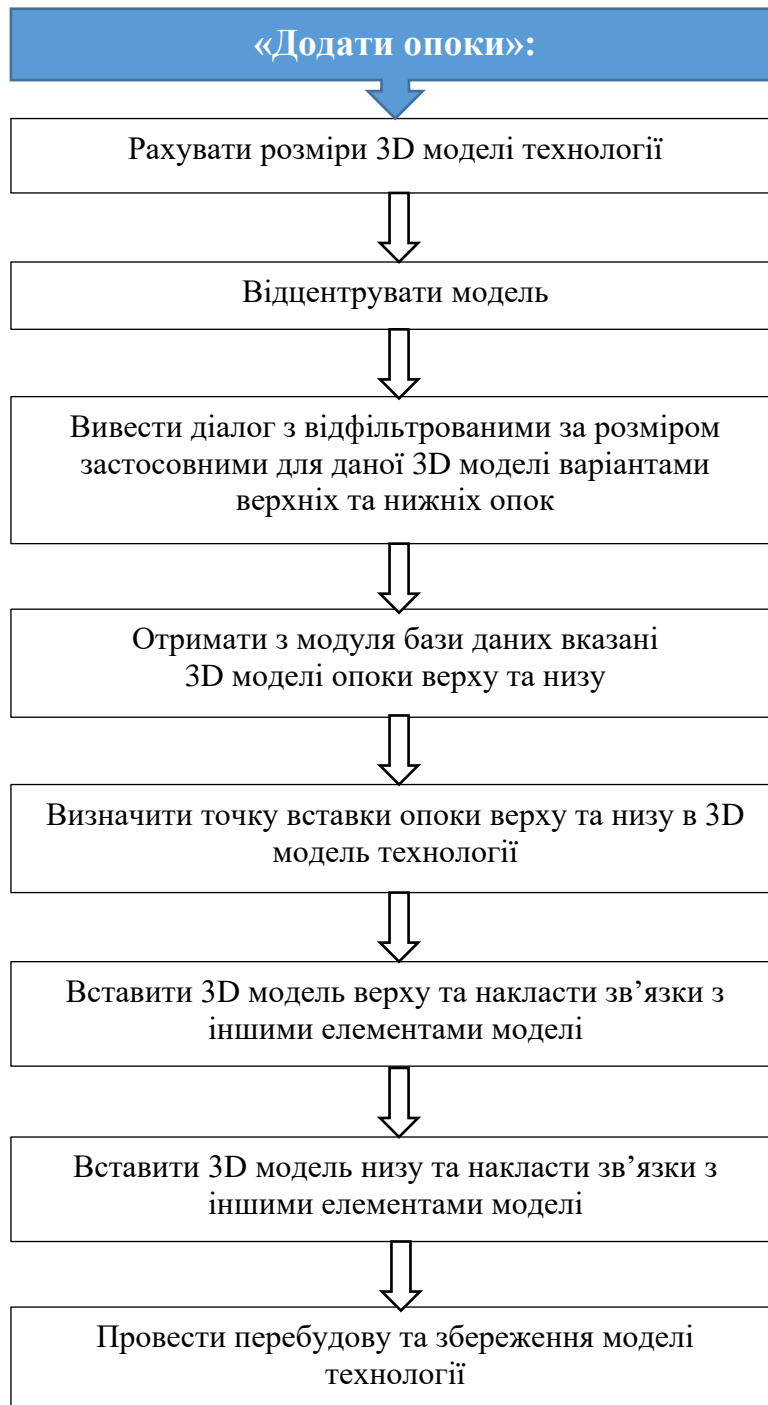 «Додати опоки»:
Рахувати розміри 3D моделі технології
Відцентрувати модель
Вивести діалог з відфільтрованими за розміром
застосовними для даної 3D моделі варіантами
верхніх та нижніх опок
Отримати з модуля бази даних вказані
3D моделі опоки верху та низу
Визначити точку вставки опоки верху та низу в 3D
модель технології
Вставити 3D модель верху та накласти зв’язки з
іншими елементами моделі
Вставити 3D модель низу та накласти зв’язки з
іншими елементами моделі
Провести перебудову та збереження моделі
технології